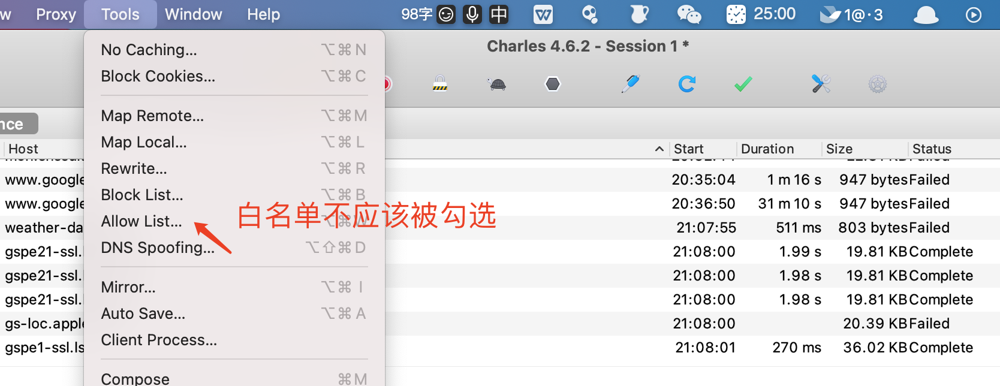 w Proxy Tools Window Help 98字 中 25:00 1@·3
Charles 4.6.2 - Session 1 *
No Caching... ⌥⌘N
Block Cookies... ⌥⌘C
Map Remote... ⌥⌘M
Map Local... ⌥⌘L
Rewrite... ⌥⌘R
Block List... ⌥⌘B
Allow List... ⌥⌘W
白名单不应该被勾选
DNS Spoofing... ⌥⇧⌘D
Mirror... ⌥⌘I
Auto Save... ⌥⌘A
Client Process...
Compose ⌘M
nce
Host Start Duration Size Status
www.google 20:35:04 1 m 16 s 947 bytes Failed
www.google 20:36:50 31 m 10 s 947 bytes Failed
weather-da 21:07:55 511 ms 803 bytes Failed
gspe21-ssl. 21:08:00 1.99 s 19.81 KB Complete
gspe21-ssl. 21:08:00 1.98 s 19.81 KB Complete
gspe21-ssl. 21:08:00 1.98 s 19.81 KB Complete
gs-loc.apple 21:08:00 20.39 KB Failed
gspe1-ssl.ls 21:08:01 270 ms 36.02 KB Complete